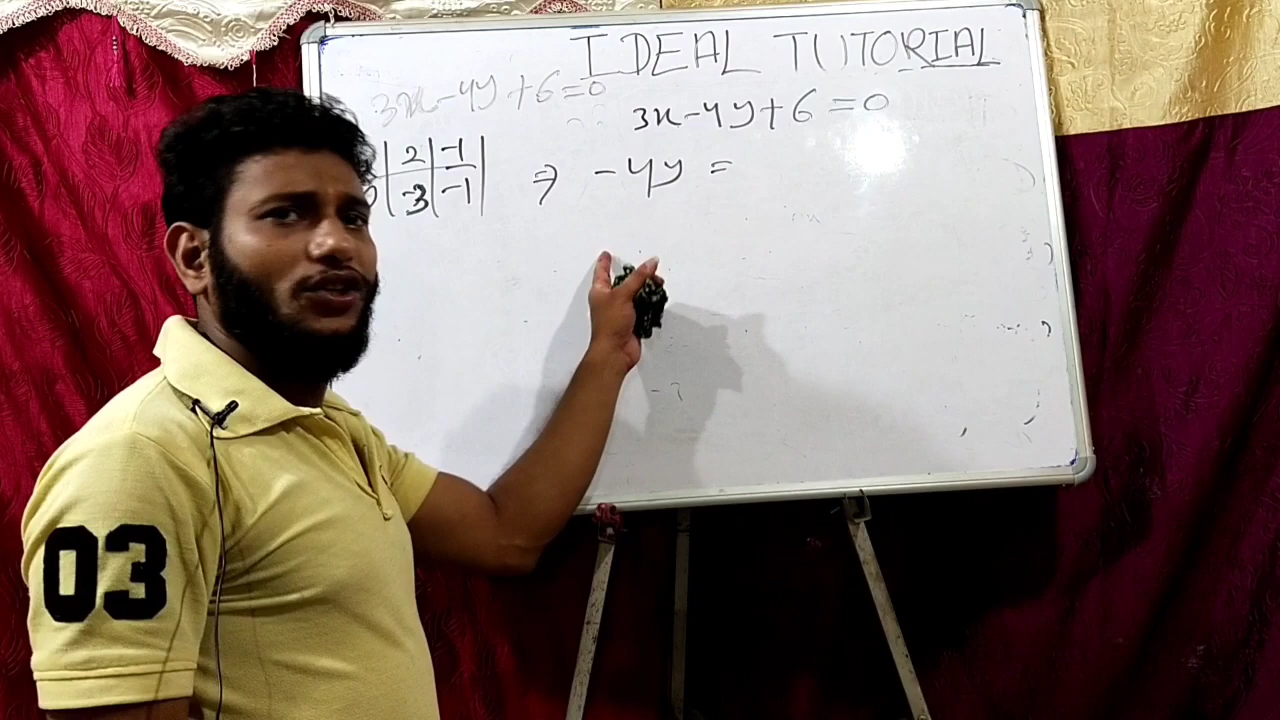 IDEAL TUTORIAL
3x-4y+6=0
3x-4y+6=0
2 -1
-3 -1
⇒ -4y =
03